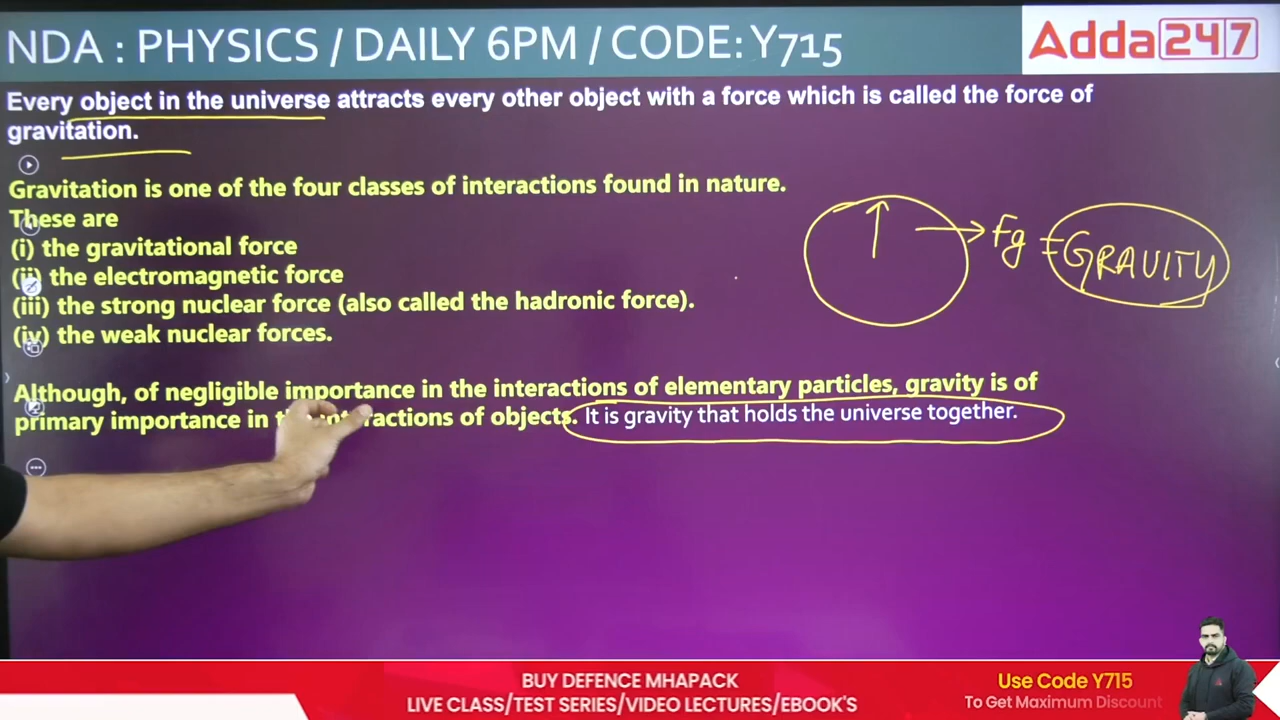 NDA : PHYSICS / DAILY 6PM / CODE: Y715
Adda247
Every object in the universe attracts every other object with a force which is called the force of
gravitation.
Gravitation is one of the four classes of interactions found in nature.
These are
(i) the gravitational force
(ii) the electromagnetic force
(iii) the strong nuclear force (also called the hadronic force).
(iv) the weak nuclear forces.
Fg = GRAVITY
Although, of negligible importance in the interactions of elementary particles, gravity is of
primary importance in the interactions of objects. It is gravity that holds the universe together.
BUY DEFENCE MHAPACK
LIVE CLASS/TEST SERIES/VIDEO LECTURES/EBOOK'S
Use Code Y715
To Get Maximum Discount